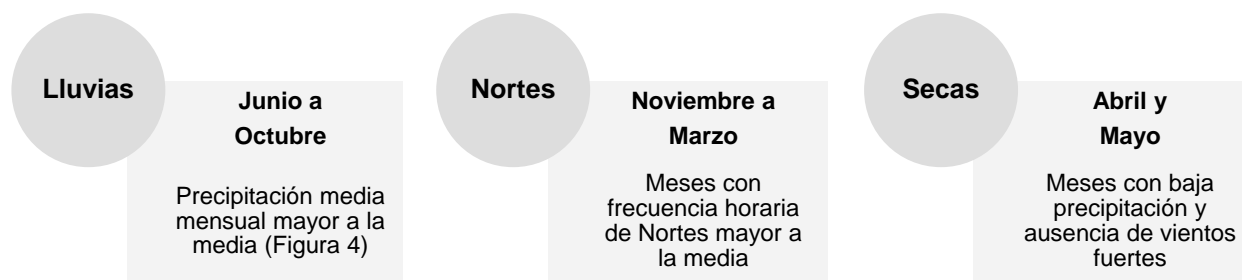 Lluvias
Junio a
Octubre
Precipitación media
mensual mayor a la
media (Figura 4)
Nortes
Noviembre a
Marzo
Meses con
frecuencia horaria
de Nortes mayor a
la media
Secas
Abril y
Mayo
Meses con baja
precipitación y
ausencia de vientos
fuertes